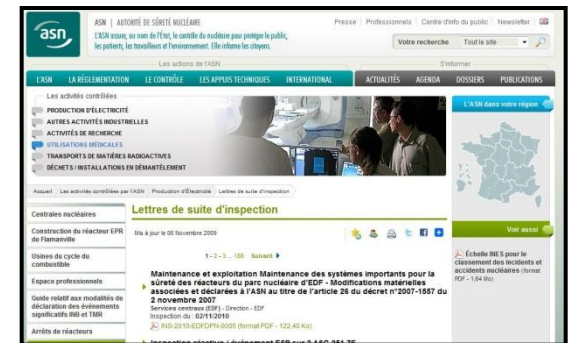 asn
ASN | AUTORITÉ DE SÛRETÉ NUCLÉAIRE
L'ASN assure, au nom de l'État, le contrôle du nucléaire pour protéger le public,
les patients, les travailleurs et l'environnement. Elle informe les citoyens.
Presse | Professionnels | Centre d'info du public | Newsletter |
Votre recherche Tout le site
Les actions de l'ASN
S'informer
L'ASN LA RÉGLEMENTATION LE CONTRÔLE LES APPUIS TECHNIQUES INTERNATIONAL ACTUALITÉS AGENDA DOSSIERS PUBLICATIONS
Les activités contrôlées
PRODUCTION D'ÉLECTRICITÉ
AUTRES ACTIVITÉS INDUSTRIELLES
ACTIVITÉS DE RECHERCHE
UTILISATIONS MÉDICALES
TRANSPORTS DE MATIÈRES RADIOACTIVES
DÉCHETS / INSTALLATIONS EN DÉMANTÈLEMENT
L'ASN dans votre région
Accueil Les activités contrôlées par l'ASN Production d'Électricité Lettres de suite d'inspection
Centrales nucléaires
Construction du réacteur EPR
de Flamanville
Usines du cycle du
combustible
Espace professionnels
Guide relatif aux modalités de
déclaration des événements
significatifs INB et TMR
Arrêts de réacteurs
Lettres de suite d'inspection
Mis à jour le 06 Novembre 2009
1 - 2 - 3 ... 188 Suivant
Maintenance et exploitation Maintenance des systèmes importants pour la
sûreté des réacteurs du parc nucléaire d'EDF - Modifications matérielles
associées et déclarées à l'ASN au titre de l'article 26 du décret n°2007-1557 du
2 novembre 2007
Services centraux (EDF) - Direction - EDF
Inspection du : 02/11/2010
INS-2010-EDFDPN-0005 (format PDF - 122,40 Ko)
Voir aussi
Échelle INES pour le
classement des incidents et
accidents nucléaires (format
PDF - 1,64 Mo)